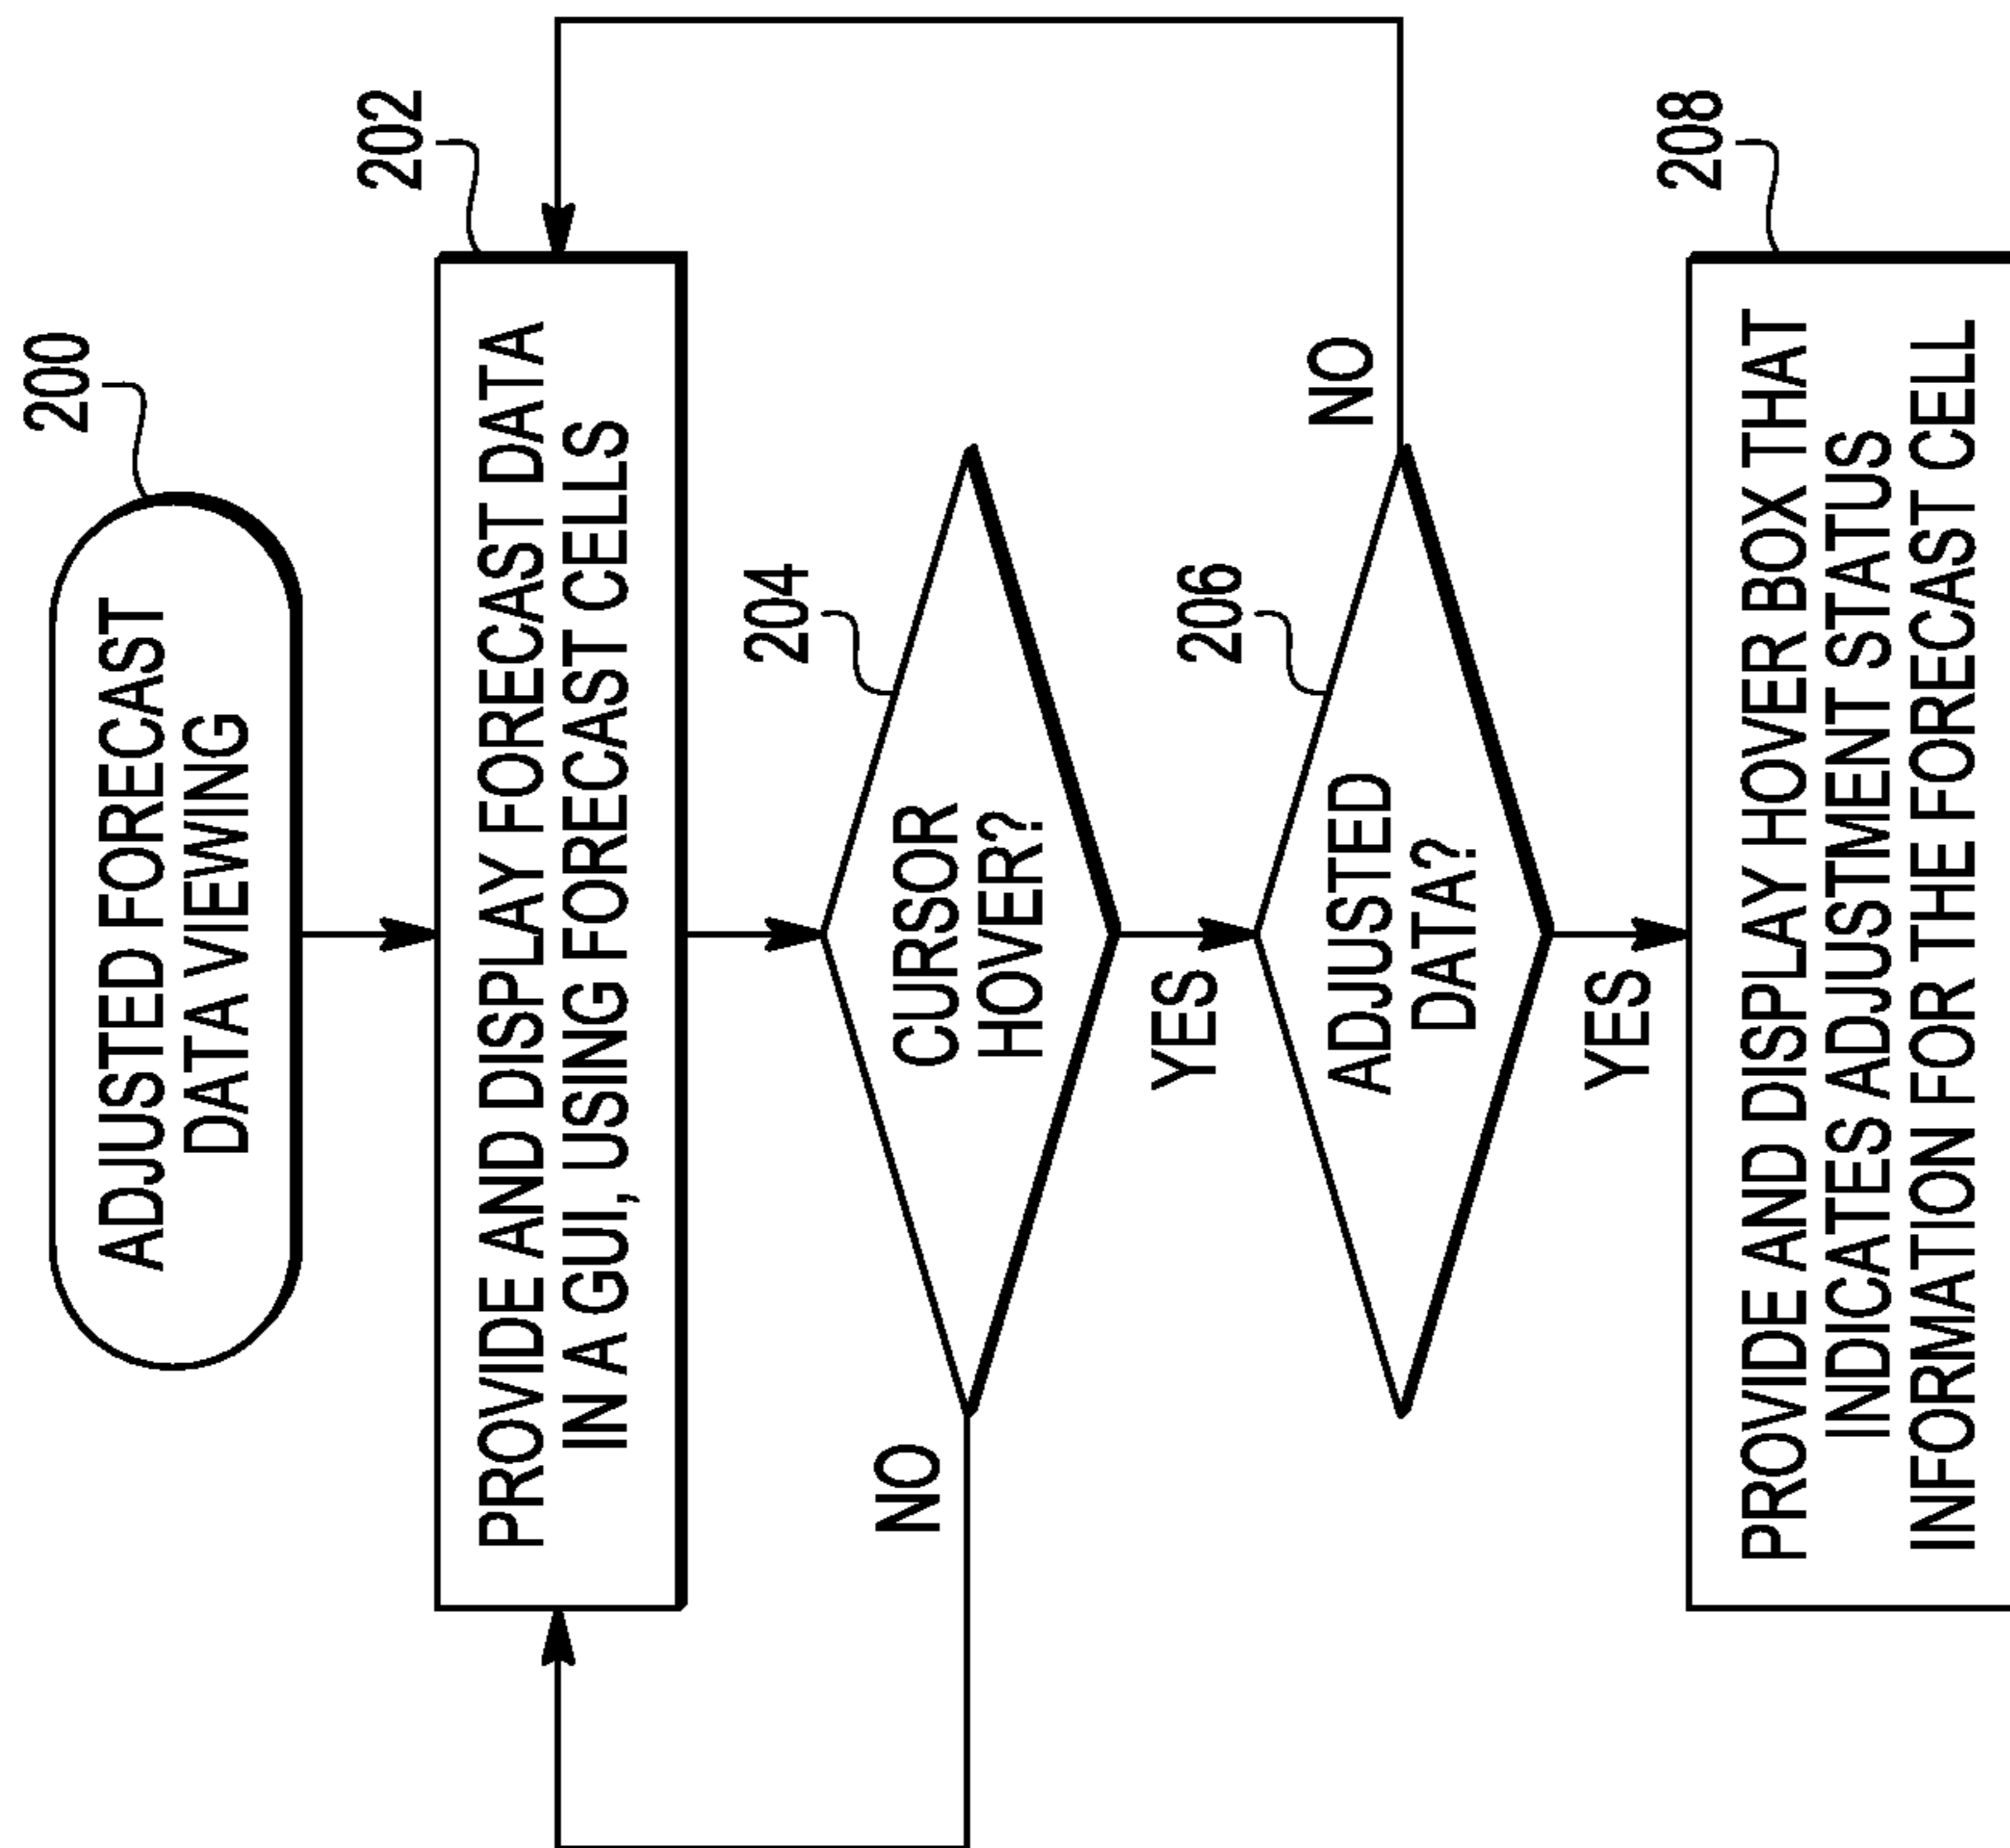 200
ADJUSTED FORECAST
DATA VIEWING
202
PROVIDE AND DISPLAY FORECAST DATA
IN A GUI, USING FORECAST CELLS
204
CURSOR
HOVER?
NO
YES
206
ADJUSTED
DATA?
NO
YES
208
PROVIDE AND DISPLAY HOVER BOX THAT
INDICATES ADJUSTMENT STATUS
INFORMATION FOR THE FORECAST CELL